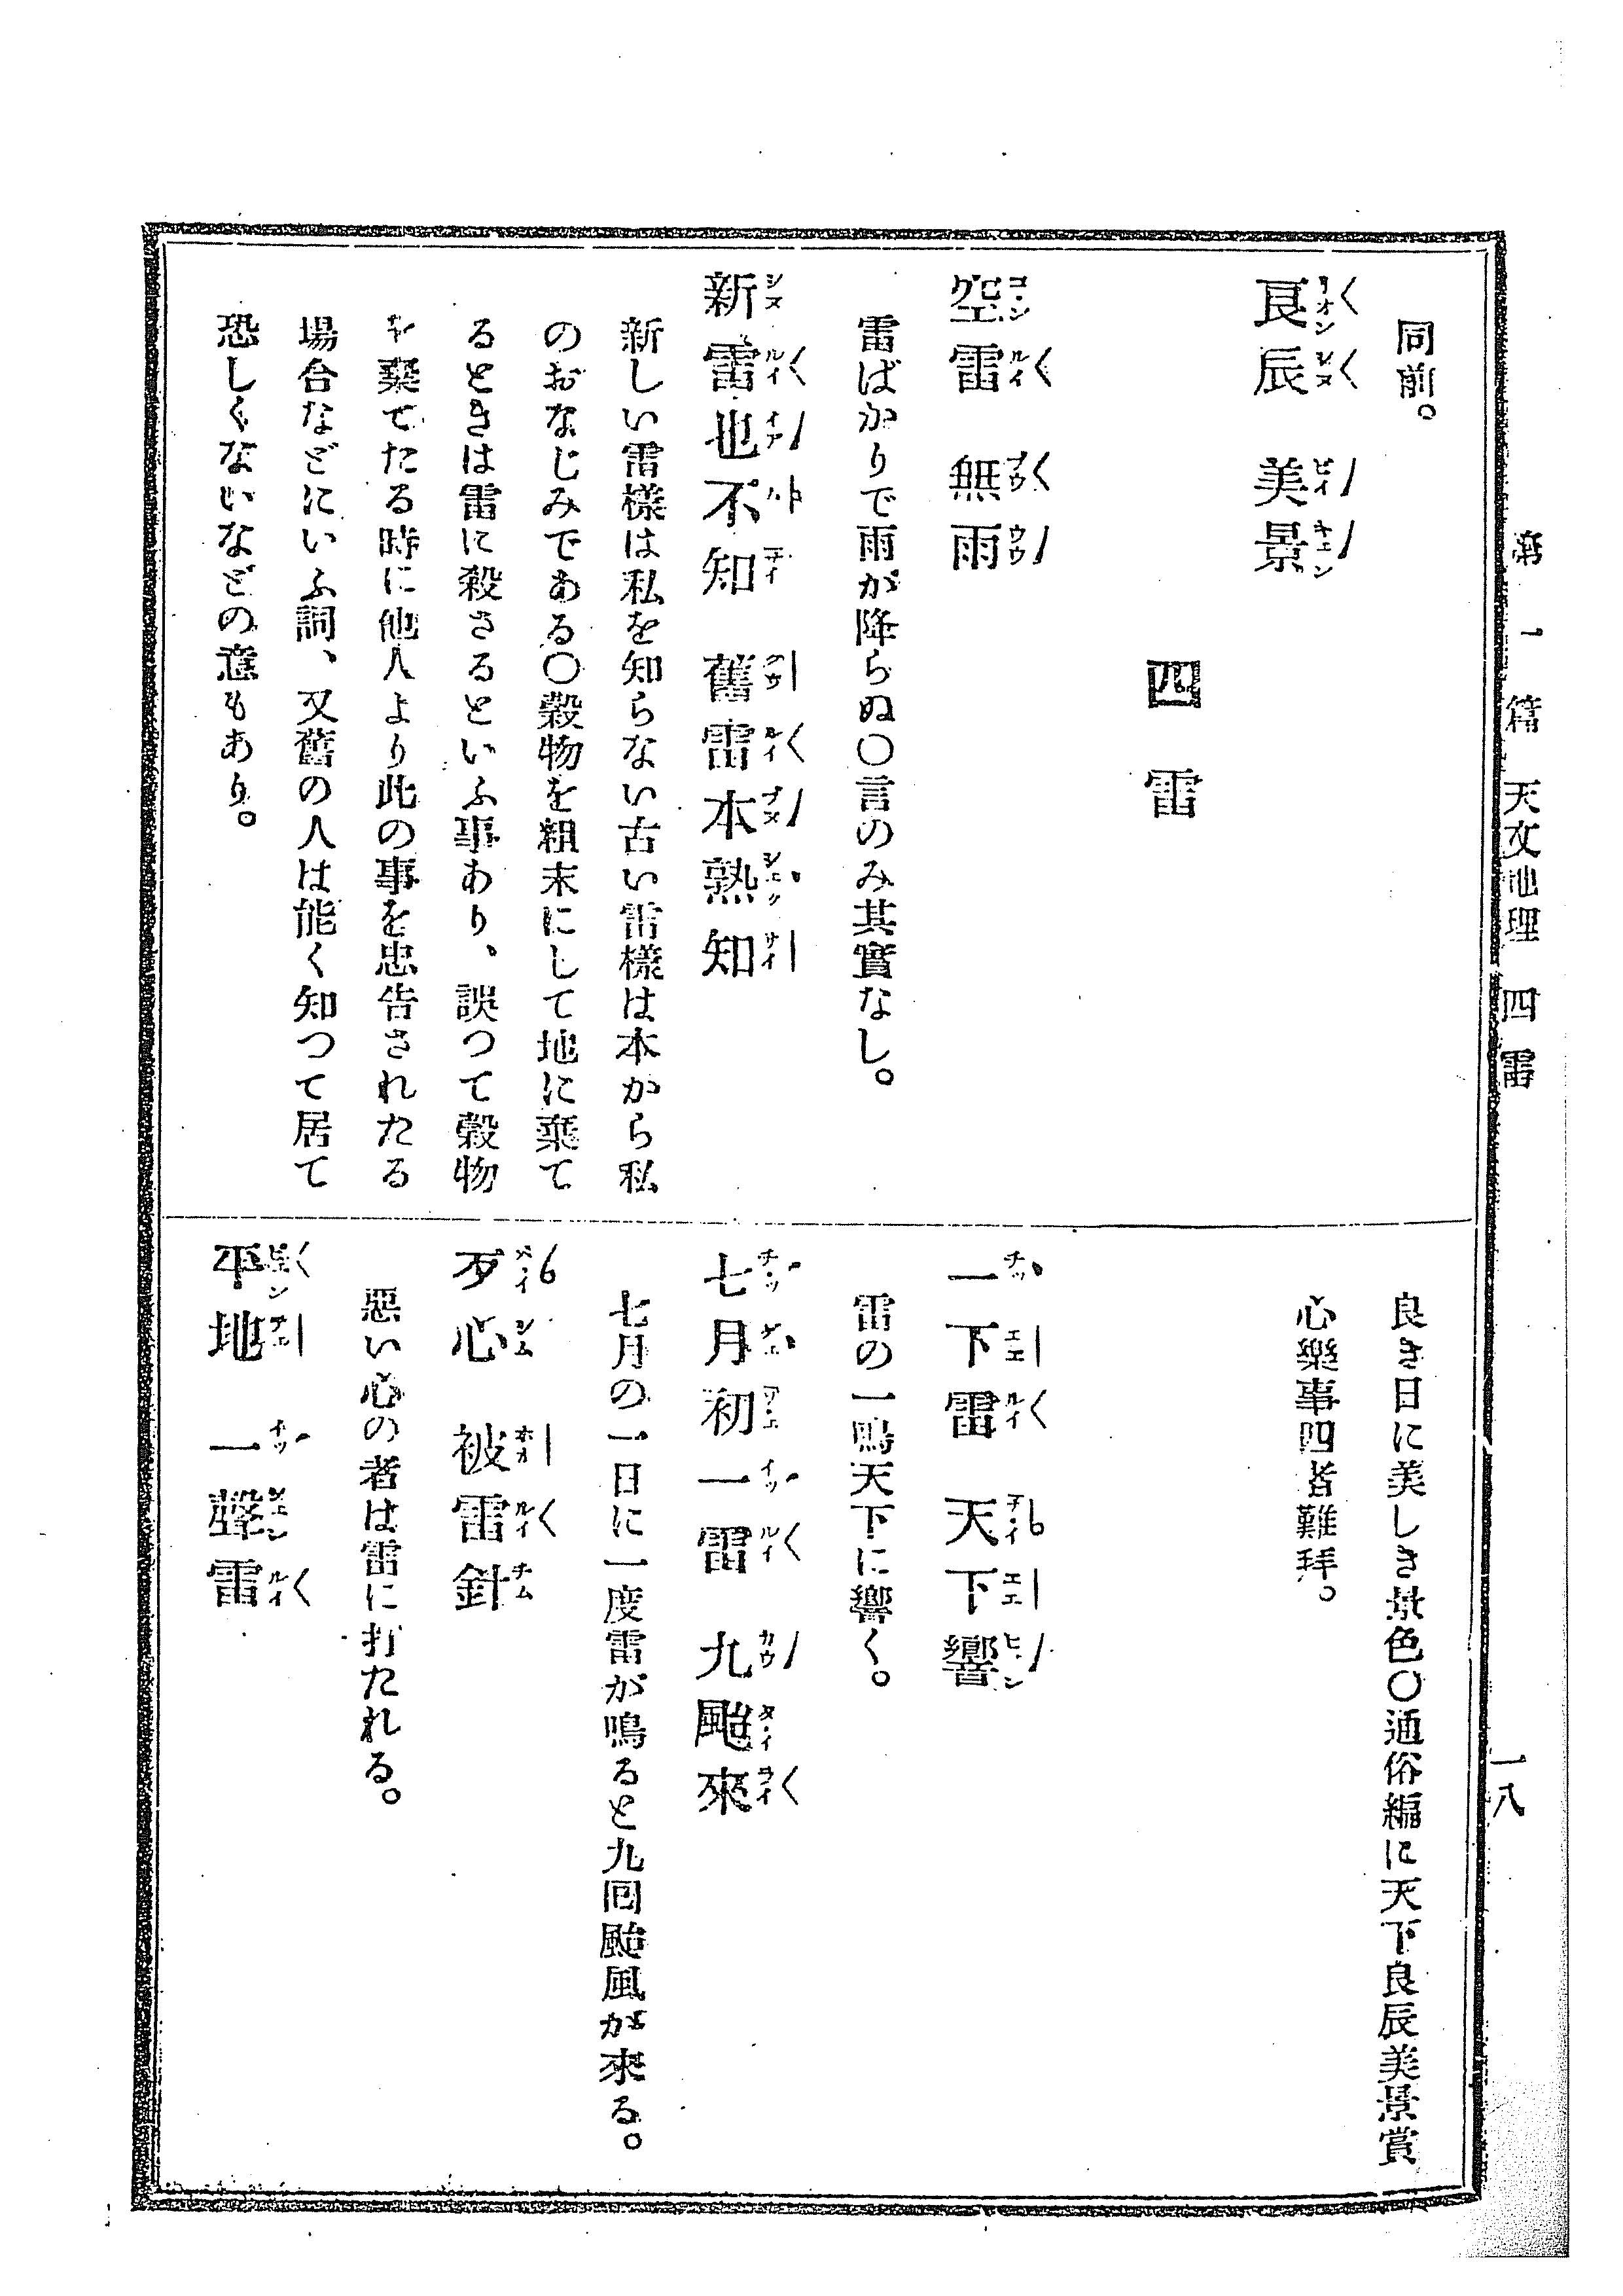 第一篇 天文地理 四 雷
一八
同前。
良辰 美景
四 雷
空雷 無雨
雷ばかりで雨が降らぬ〇言のみ其實なし。
新雷也不知 舊雷本熟知
新しい雷樣は私を知らない古い雷樣は本から私
のおなじみである〇穀物を粗末にして地に棄て
るときは雷に殺さるといふ事あり、誤つて穀物
を棄てたる時に他人より此の事を忠告されたる
場合などにいふ詞、又舊の人は能く知つて居て
恐しくないなどの意もあり。
良き日に美しき景色〇通俗編に天下良辰美景賞
心樂事四者難拜。
一下雷 天下響
雷の一鳴天下に響く。
七月初一雷 九颱來
七月の一日に一度雷が鳴ると九囘颱風が來る。
歹心 被雷針
惡い心の者は雷に打たれる。
平地 一聲雷